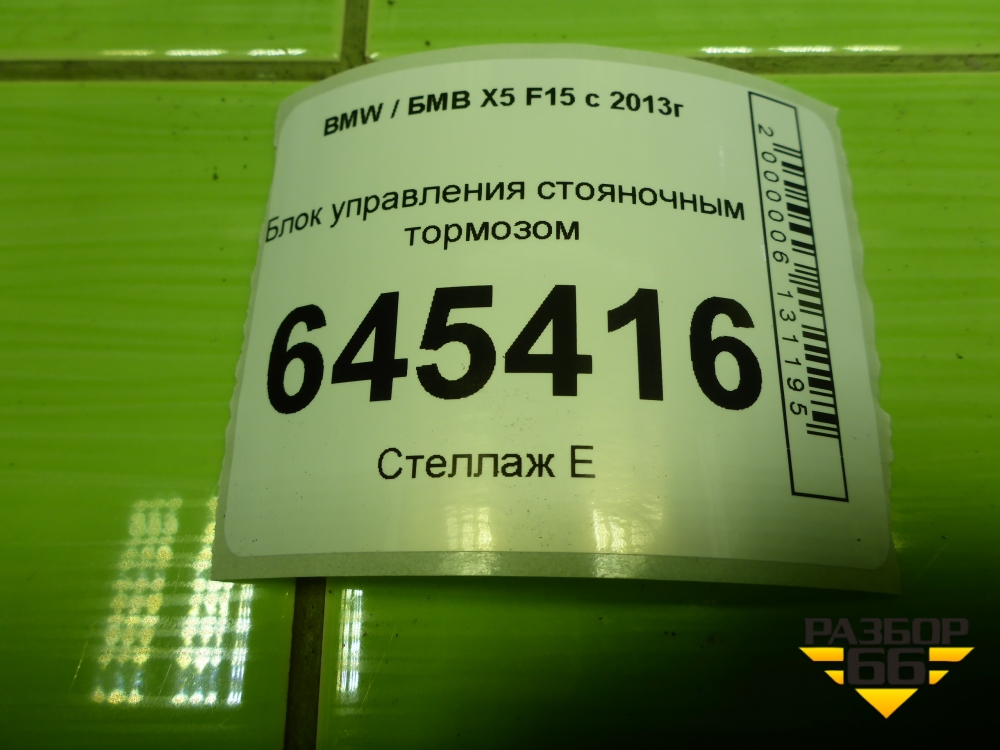 BMW / БМВ X5 F15 с 2013г
Блок управления стояночным
тормозом
645416
Стеллаж Е
2000006131195
РАЗБОР
66